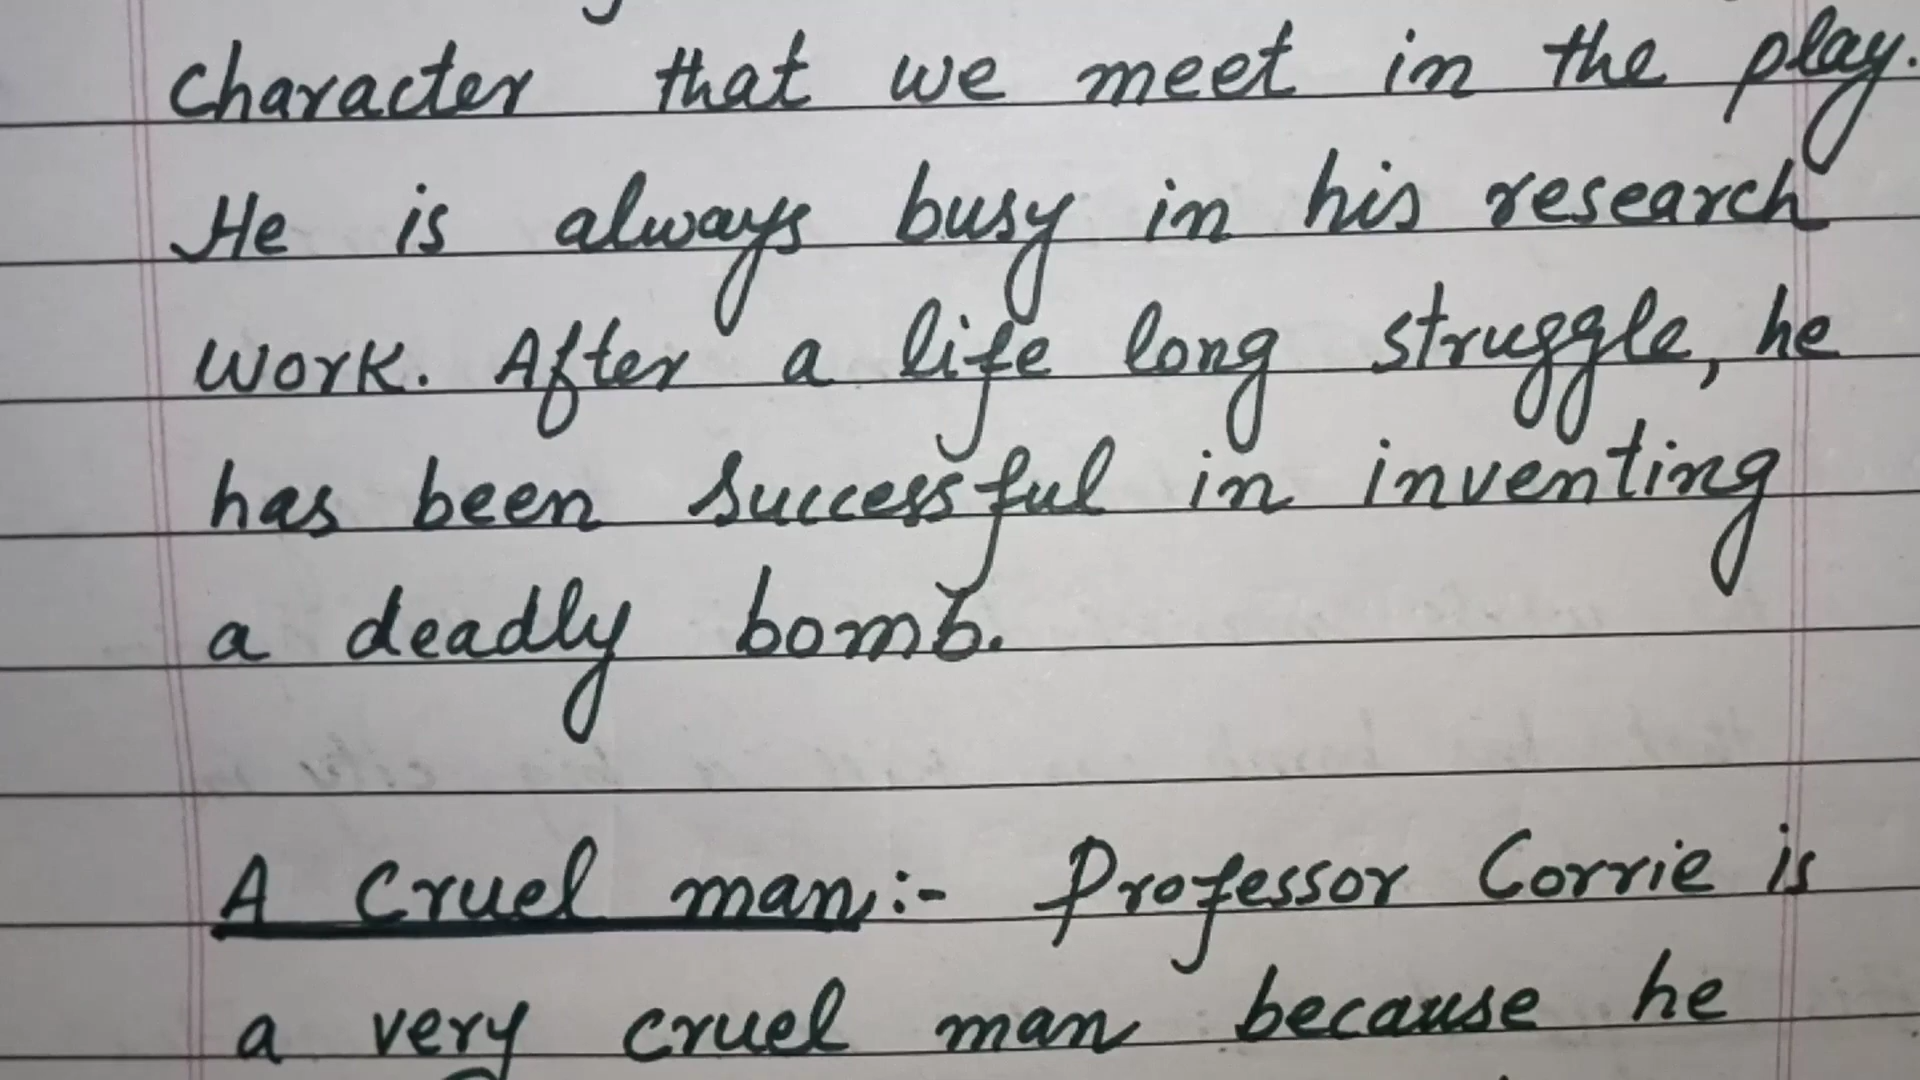 character that we meet in the play.
He is always busy in his research
work. After a life long struggle, he
has been successful in inventing
a deadly bomb.
A Cruel man:- Professor Corrie is
a very cruel man because he